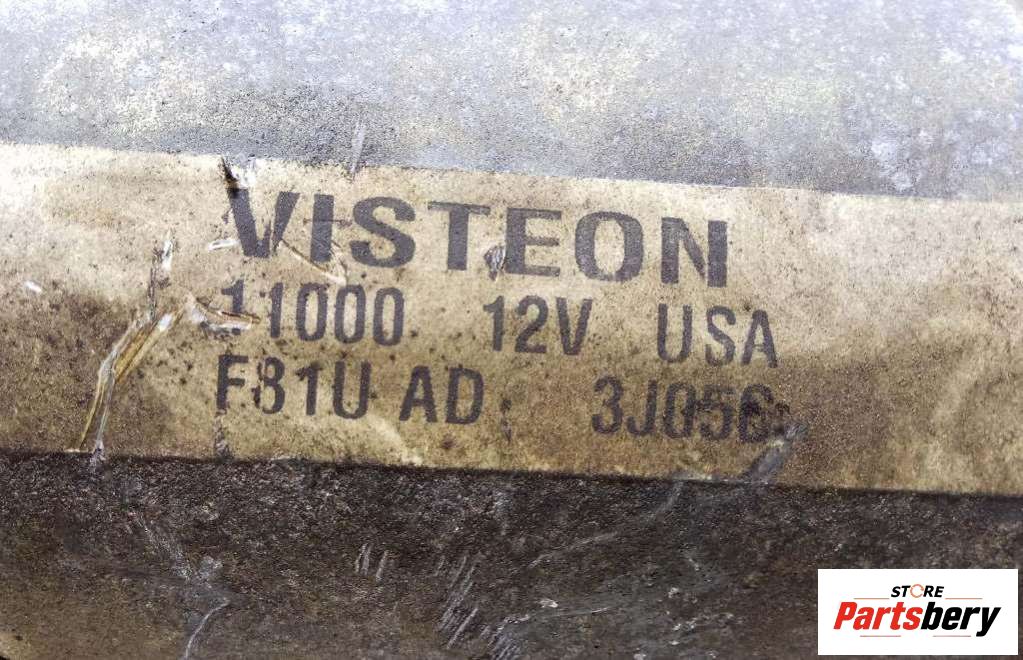 VISTEON
11000 12V USA
F81U AD 3J056
STORE
Partsbery